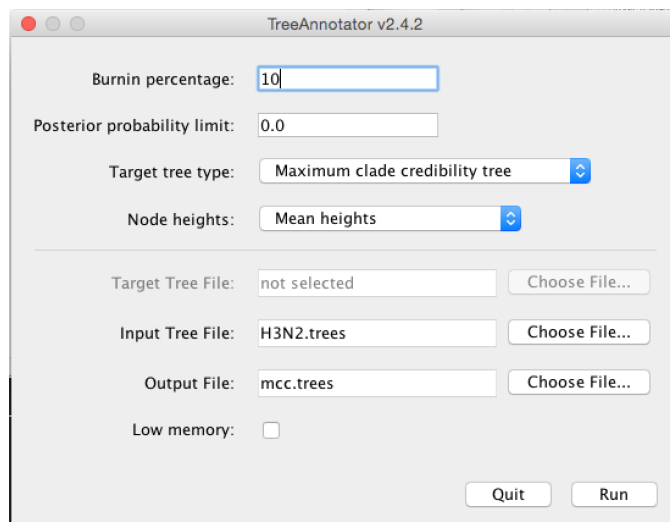 TreeAnnotator v2.4.2
Burnin percentage: 10
Posterior probability limit: 0.0
Target tree type: Maximum clade credibility tree
Node heights: Mean heights
Target Tree File: not selected Choose File...
Input Tree File: H3N2.trees Choose File...
Output File: mcc.trees Choose File...
Low memory:
Quit Run